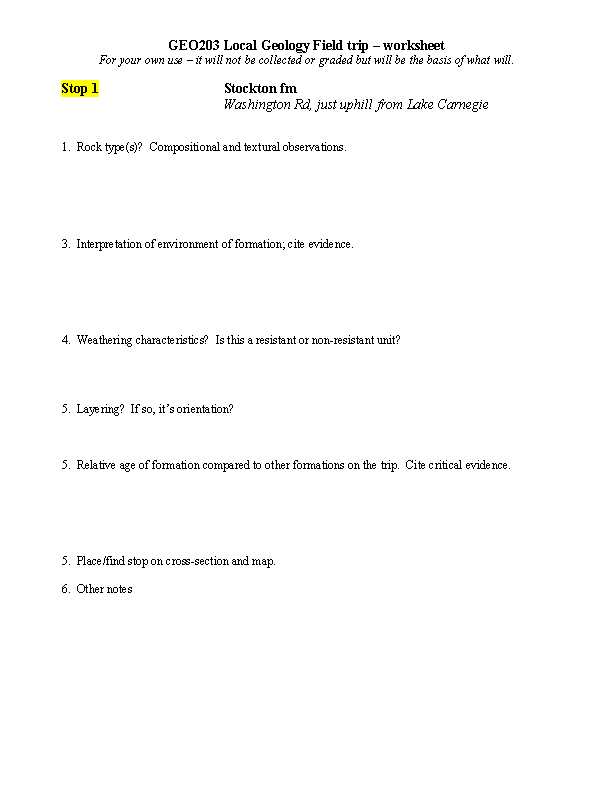 GEO203 Local Geology Field trip – worksheet
For your own use – it will not be collected or graded but will be the basis of what will.
Stop 1 Stockton fm
Washington Rd, just uphill from Lake Carnegie
1. Rock type(s)? Compositional and textural observations.
3. Interpretation of environment of formation; cite evidence.
4. Weathering characteristics? Is this a resistant or non-resistant unit?
5. Layering? If so, it’s orientation?
5. Relative age of formation compared to other formations on the trip. Cite critical evidence.
5. Place/find stop on cross-section and map.
6. Other notes